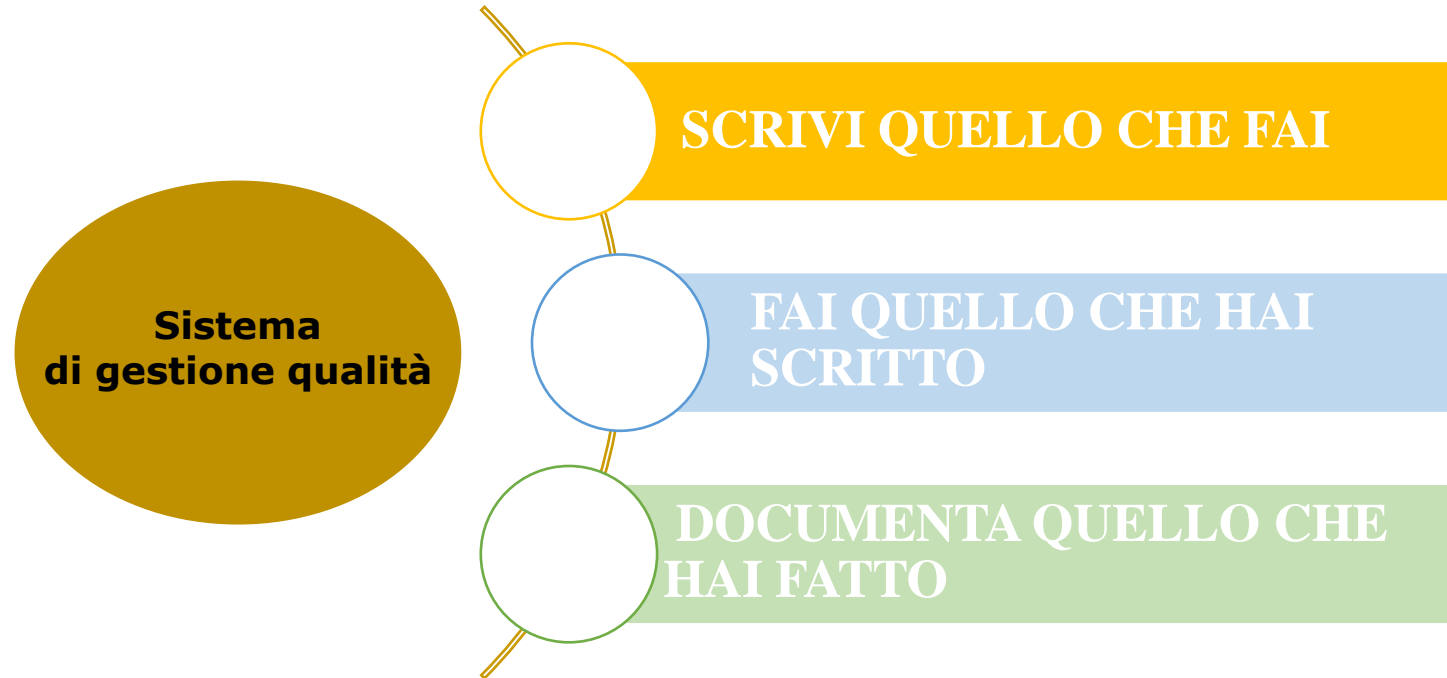 Sistema
di gestione qualità
SCRIVI QUELLO CHE FAI
FAI QUELLO CHE HAI
SCRITTO
DOCUMENTA QUELLO CHE
HAI FATTO